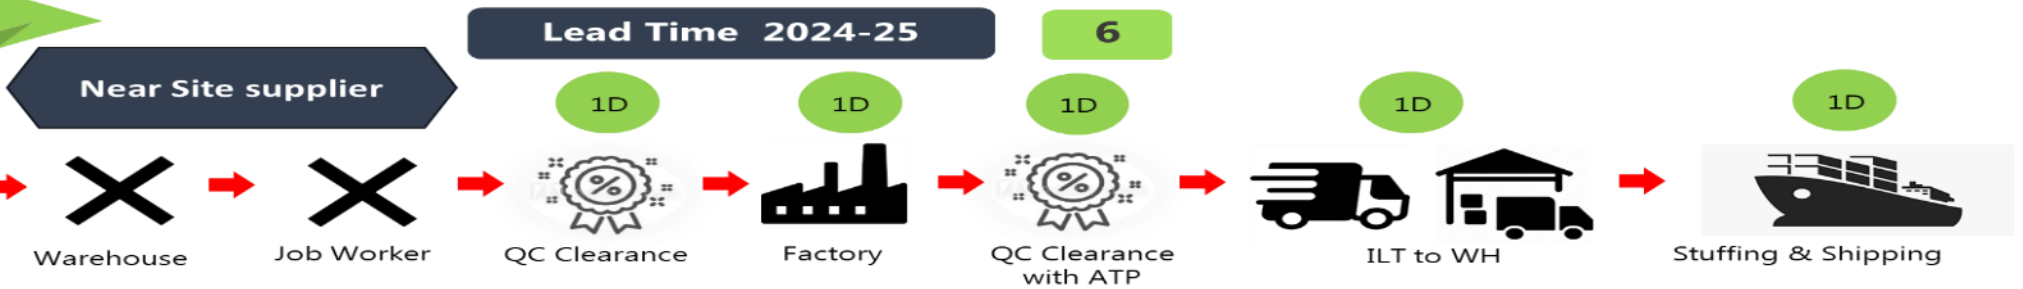 Lead Time 2024-25
6
Near Site supplier
1D
1D
1D
1D
1D
Warehouse
Job Worker
QC Clearance
Factory
QC Clearance
with ATP
ILT to WH
Stuffing & Shipping